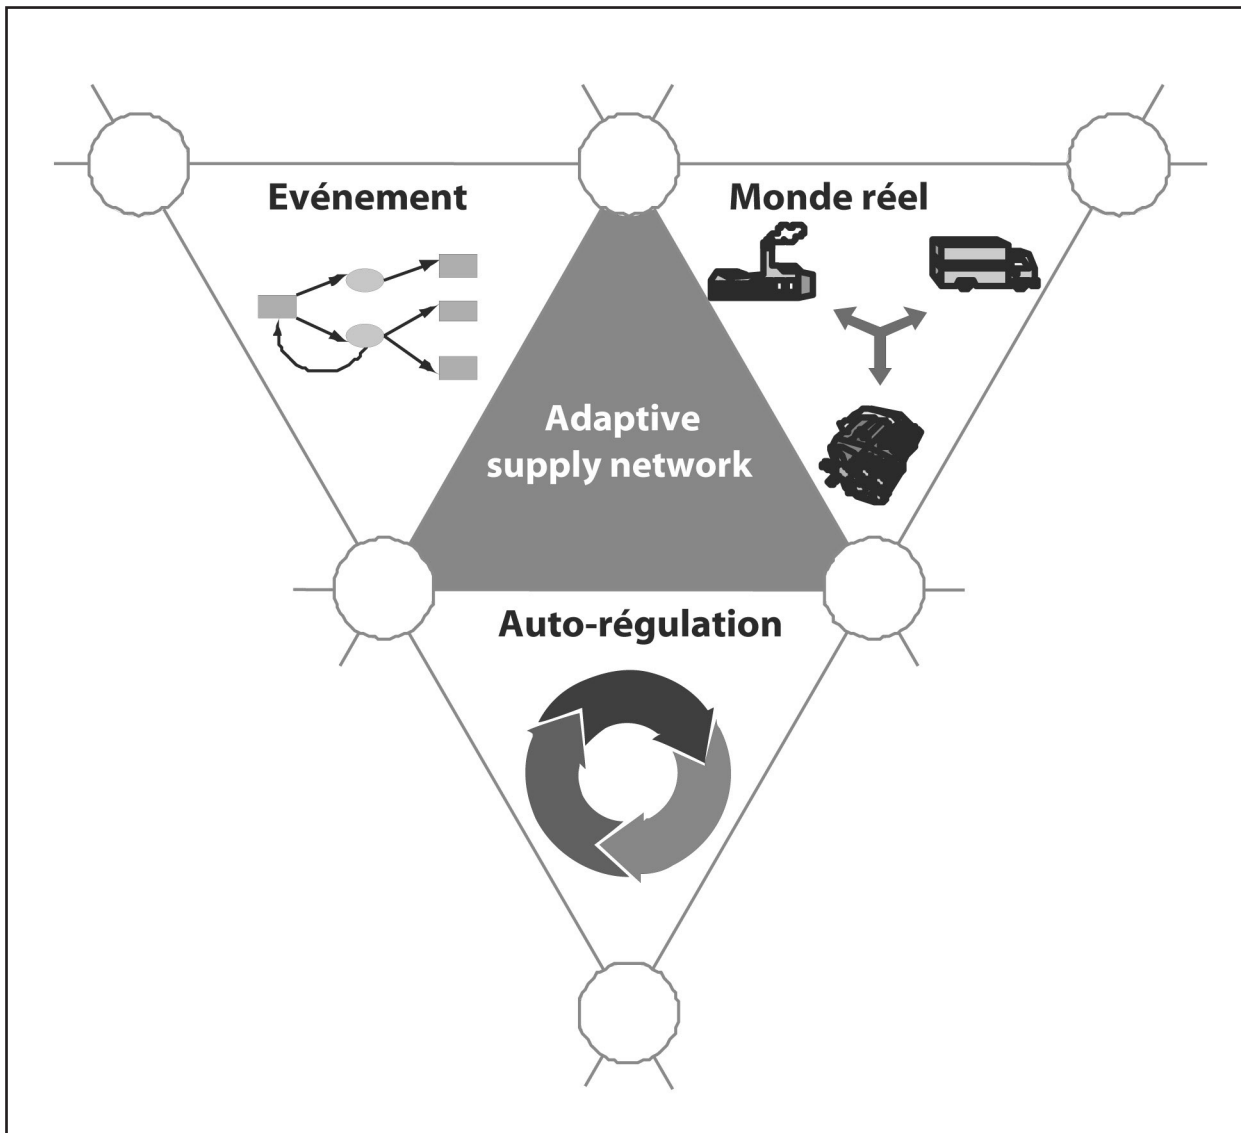 Evénement
Monde réel
Adaptive
supply network
Auto-régulation